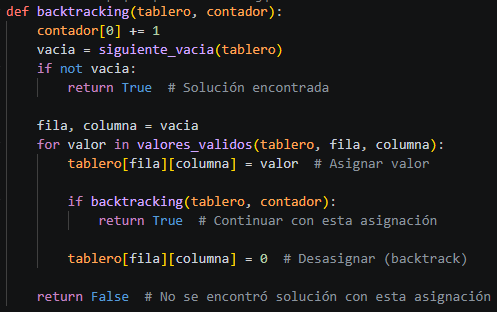 def backtracking(tablero, contador):
    contador[0] += 1
    vacia = siguiente_vacia(tablero)
    if not vacia:
        return True  # Solución encontrada

    fila, columna = vacia
    for valor in valores_validos(tablero, fila, columna):
        tablero[fila][columna] = valor  # Asignar valor

        if backtracking(tablero, contador):
            return True  # Continuar con esta asignación

        tablero[fila][columna] = 0  # Desasignar (backtrack)

    return False  # No se encontró solución con esta asignación